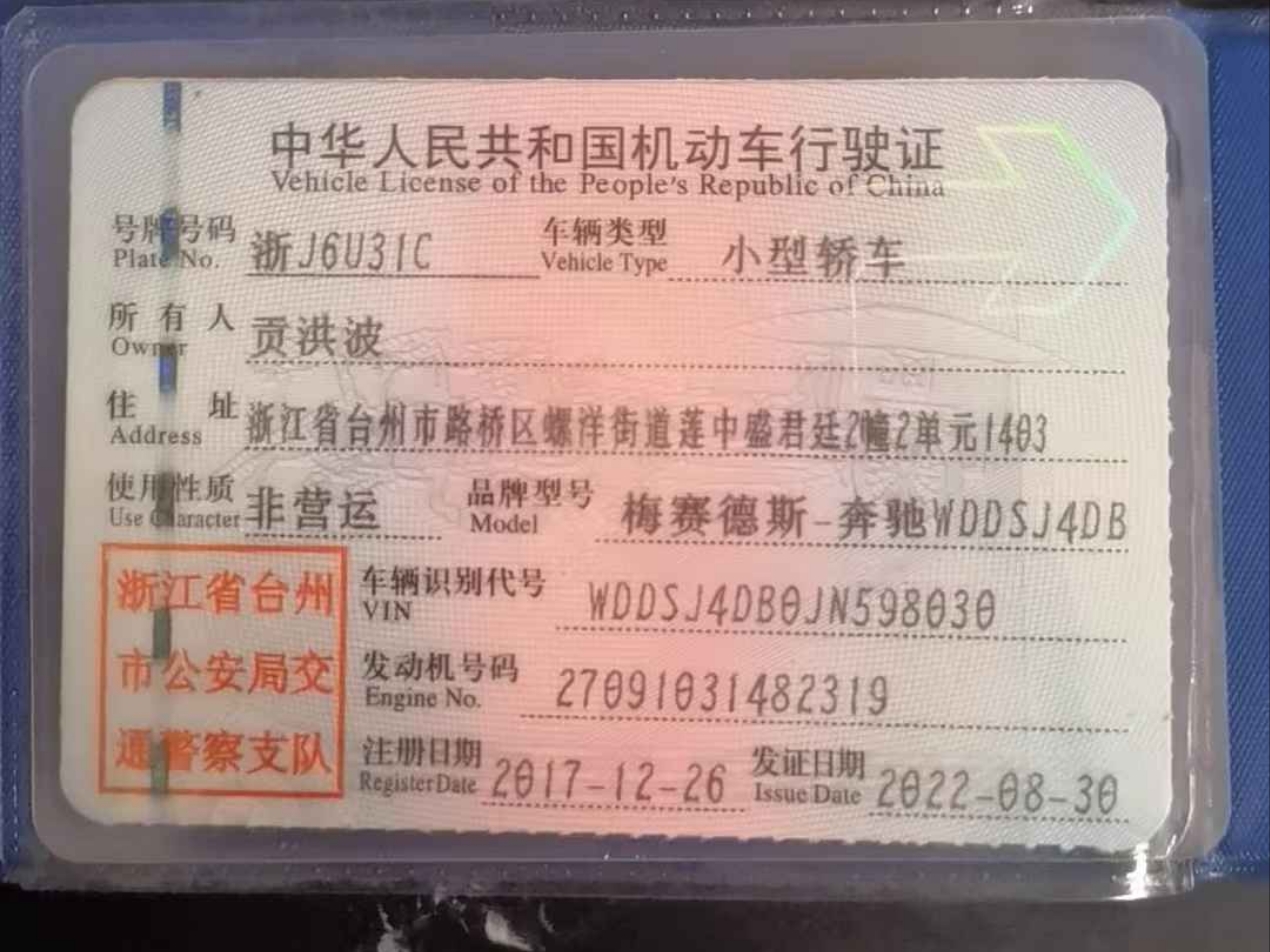 中华人民共和国机动车行驶证
Vehicle License of the People's Republic of China
号牌号码 浙J6U31C 车辆类型 小型轿车
Plate No. Vehicle Type
所有人 贡洪波
Owner
住址 浙江省台州市路桥区螺洋街道莲中盛君廷2幢2单元1403
Address
使用性质 非营运 品牌型号 梅赛德斯-奔驰WDDSJ4DB
Use Character Model
浙江省台州
市公安局交
通警察支队
车辆识别代号 WDDSJ4DB0JN598030
VIN
发动机号码 27091031482319
Engine No.
注册日期 2017-12-26 发证日期 2022-08-30
Register Date Issue Date